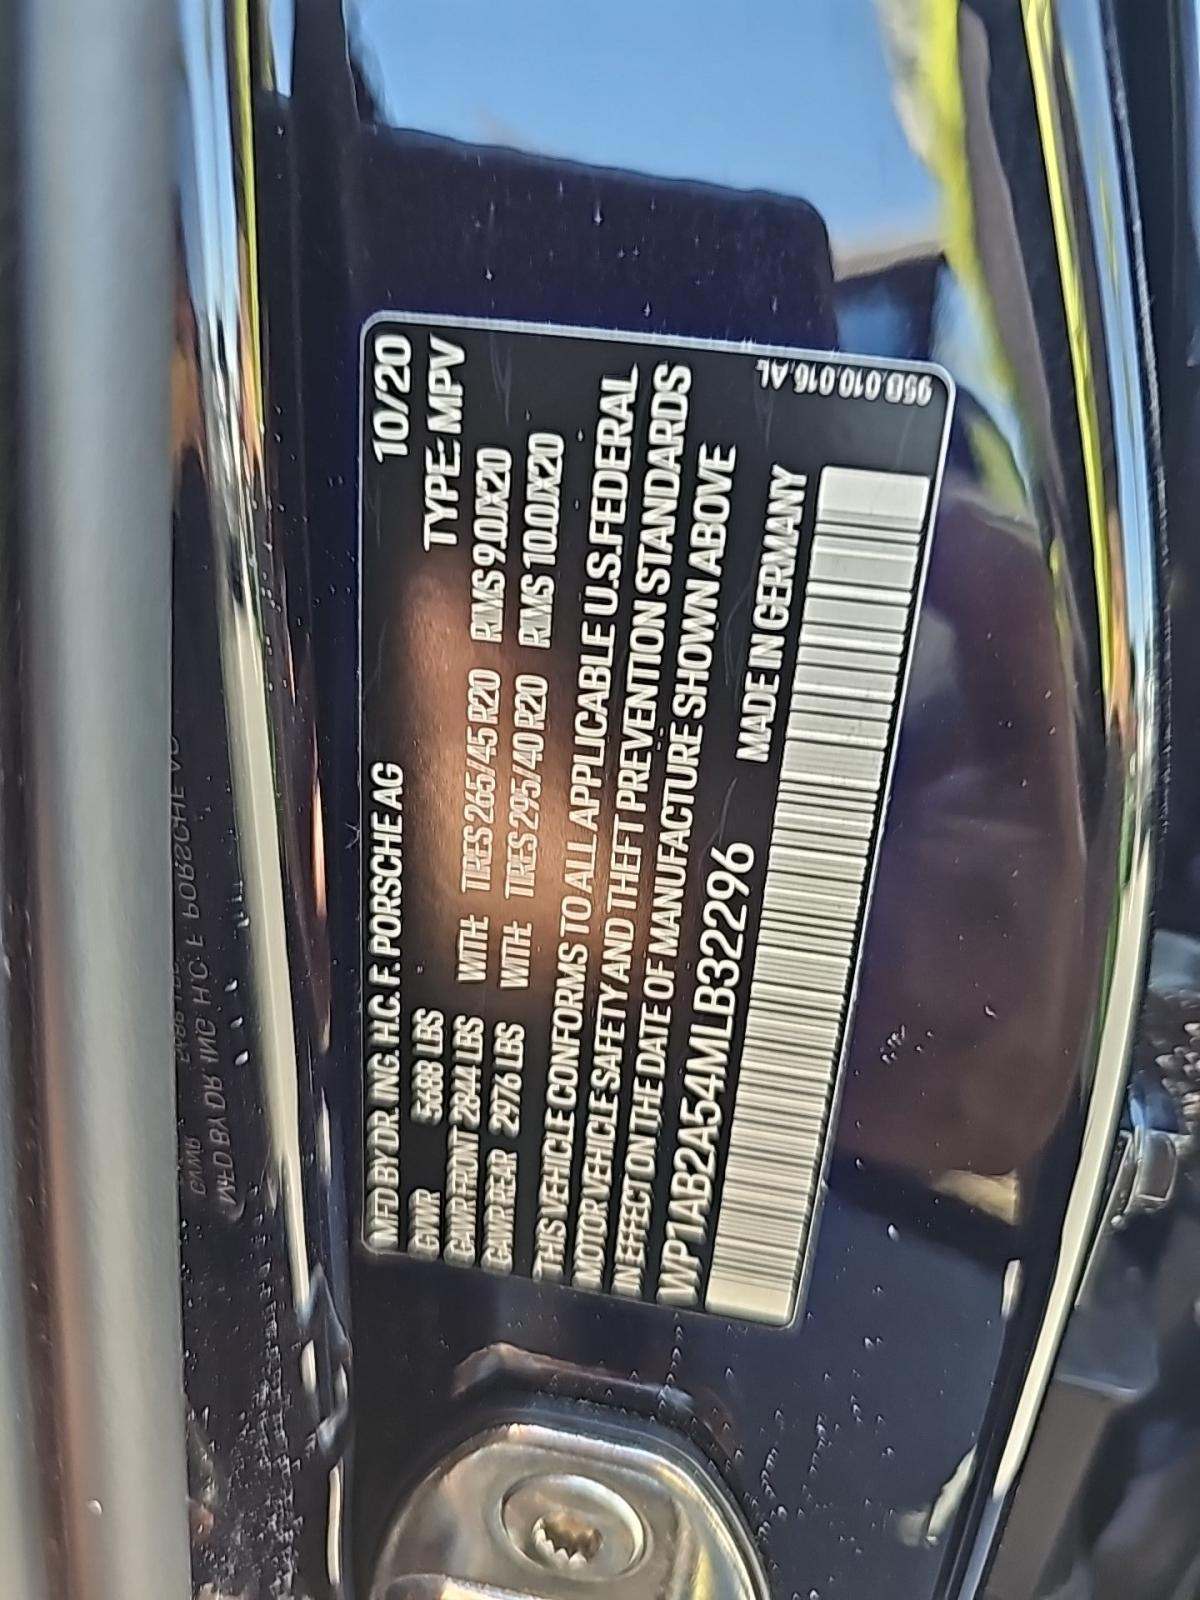 MFD BY DR. ING. H.C. F. PORSCHE AG 10/20
GVWR 5688 LBS TYPE: MPV
GAWR FRONT 2844 LBS WITH: TIRES 265/45 R20 RIMS 9.0JX20
GAWR REAR 2976 LBS WITH: TIRES 295/40 R20 RIMS 10.0JX20
THIS VEHICLE CONFORMS TO ALL APPLICABLE U.S. FEDERAL
MOTOR VEHICLE SAFETY AND THEFT PREVENTION STANDARDS
IN EFFECT ON THE DATE OF MANUFACTURE SHOWN ABOVE
WP1AB2A54MLB32296 MADE IN GERMANY
95D.010.016.AL